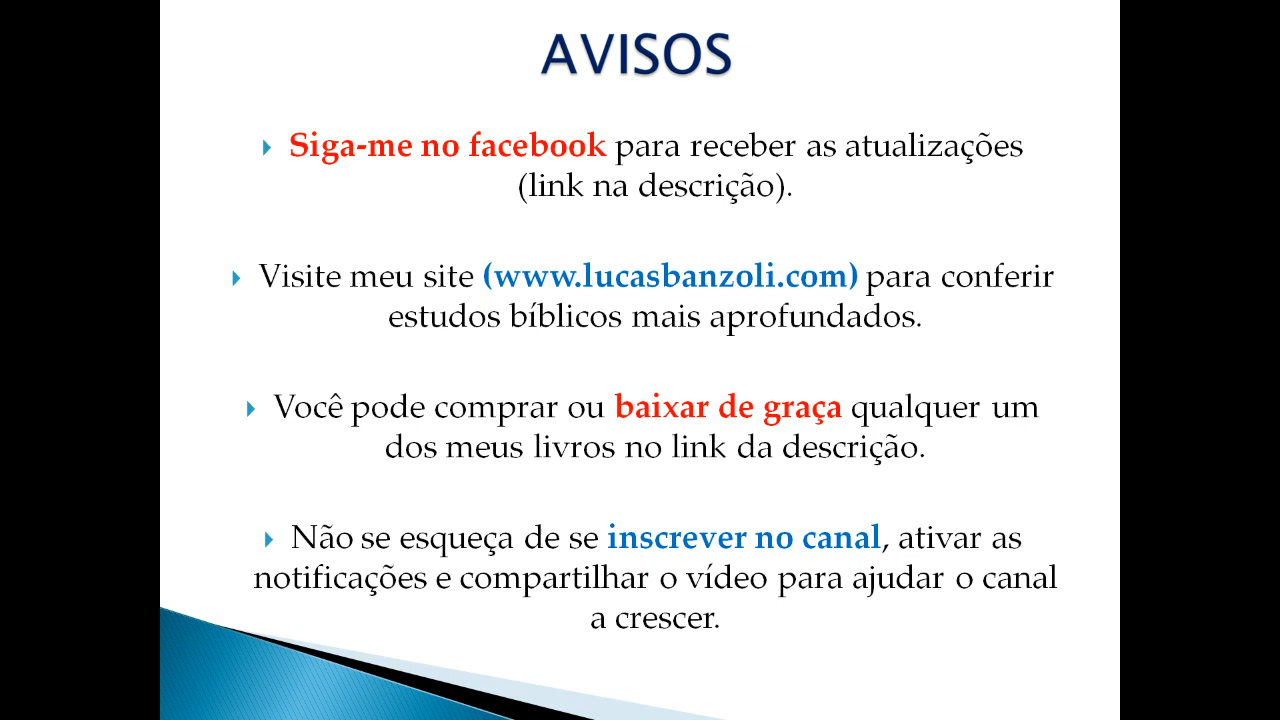 AVISOS
Siga-me no facebook para receber as atualizações
(link na descrição).
Visite meu site (www.lucasbanzoli.com) para conferir
estudos bíblicos mais aprofundados.
Você pode comprar ou baixar de graça qualquer um
dos meus livros no link da descrição.
Não se esqueça de se inscrever no canal, ativar as
notificações e compartilhar o vídeo para ajudar o canal
a crescer.